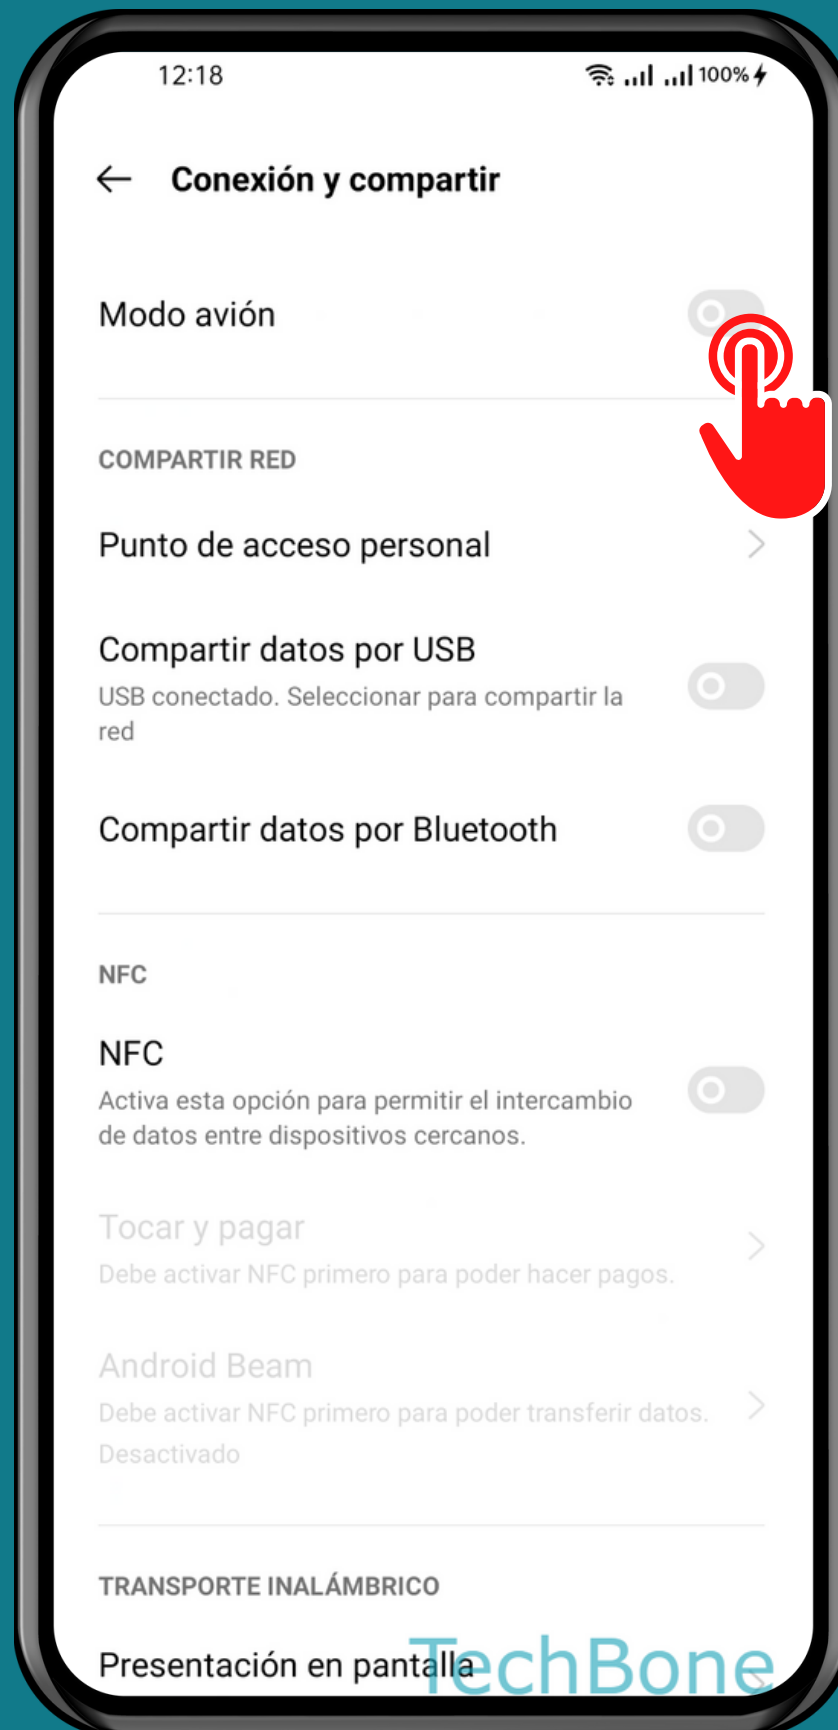 12:18
100%
Conexión y compartir
Modo avión
COMPARTIR RED
Punto de acceso personal
Compartir datos por USB
USB conectado. Seleccionar para compartir la
red
Compartir datos por Bluetooth
NFC
NFC
Activa esta opción para permitir el intercambio
de datos entre dispositivos cercanos.
Tocar y pagar
Debe activar NFC primero para poder hacer pagos.
Android Beam
Debe activar NFC primero para poder transferir datos.
Desactivado
TRANSPORTE INALÁMBRICO
Presentación en pantalla
TechBone